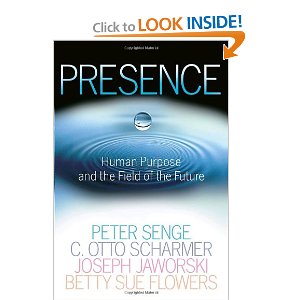 Click to LOOK INSIDE!
PRESENCE
Human Purpose
and the Field of the Future
PETER SENGE
C. OTTO SCHARMER
JOSEPH JAWORSKI
BETTY SUE FLOWERS